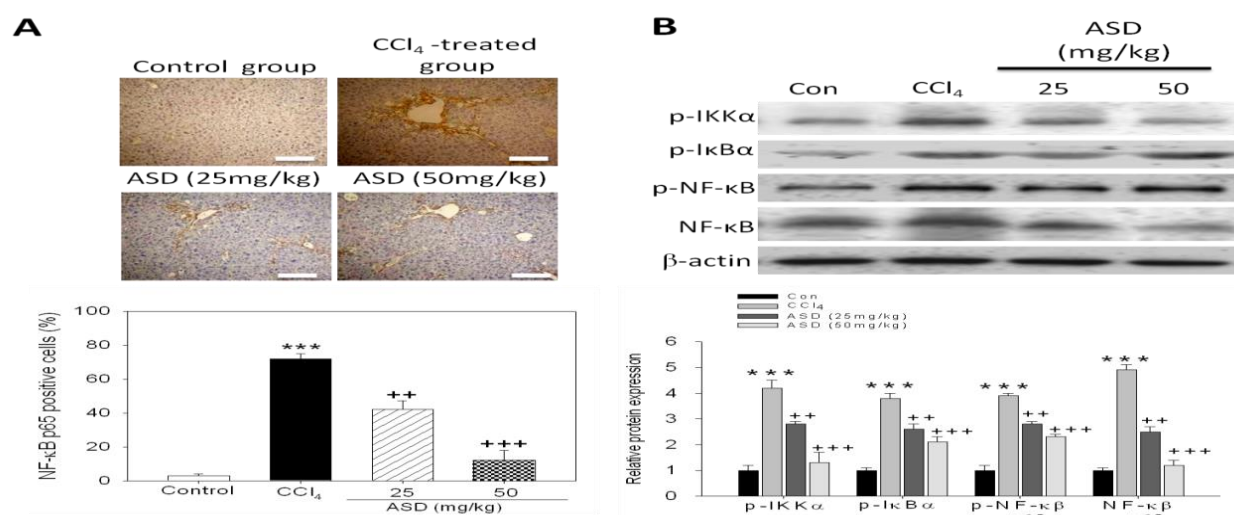 A
Control group
CCl₄ -treated
group
ASD (25mg/kg)
ASD (50mg/kg)
NF-κB p65 positive cells (%)
100
80
60
40
20
0
***
++
+++
Control
CCl₄
25
50
ASD (mg/kg)
B
ASD
(mg/kg)
Con
CCl₄
25
50
p-IKKα
p-IκBα
p-NF-κB
NF-κB
β-actin
Con
CCl₄
ASD (25mg/kg)
ASD (50mg/kg)
Relative protein expression
6
5
4
3
2
1
0
***
++
+++
***
++
+++
***
++
+++
***
++
+++
p-IKKα
p-IκBα
p-NF-κβ
NF-κβ